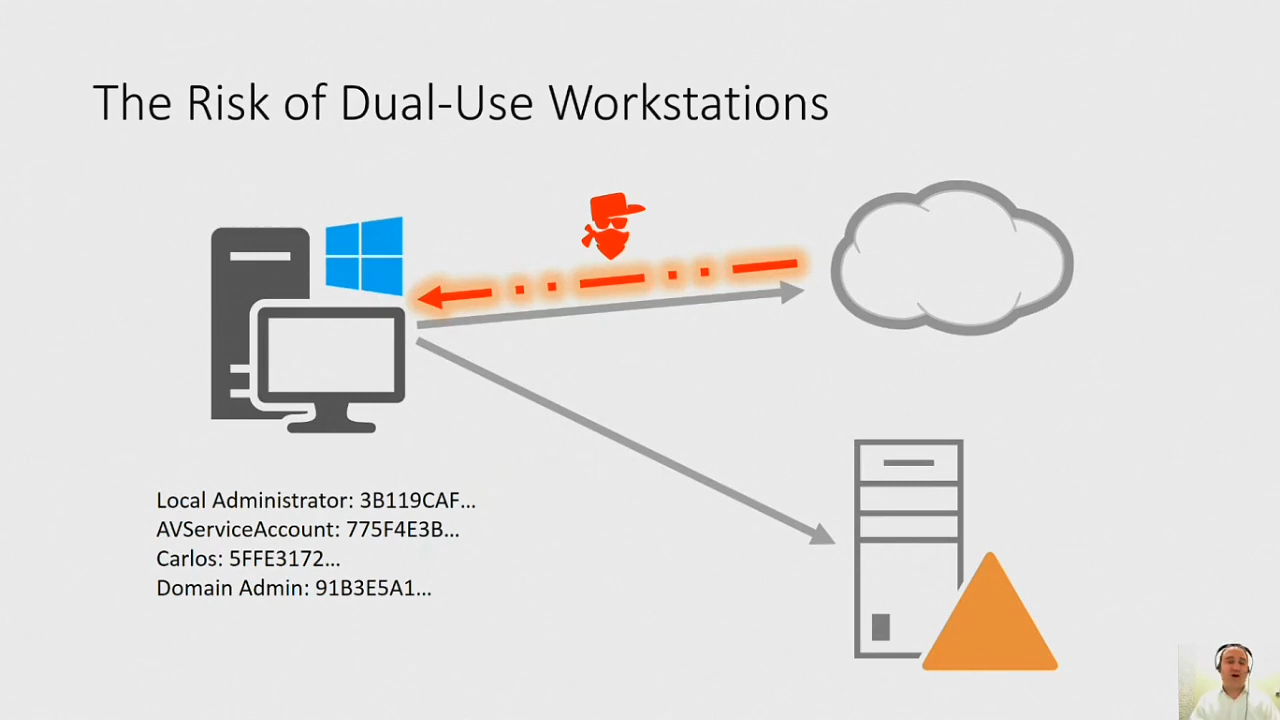 The Risk of Dual-Use Workstations
Local Administrator: 3B119CAF...
AVServiceAccount: 775F4E3B...
Carlos: 5FFE3172...
Domain Admin: 91B3E5A1...